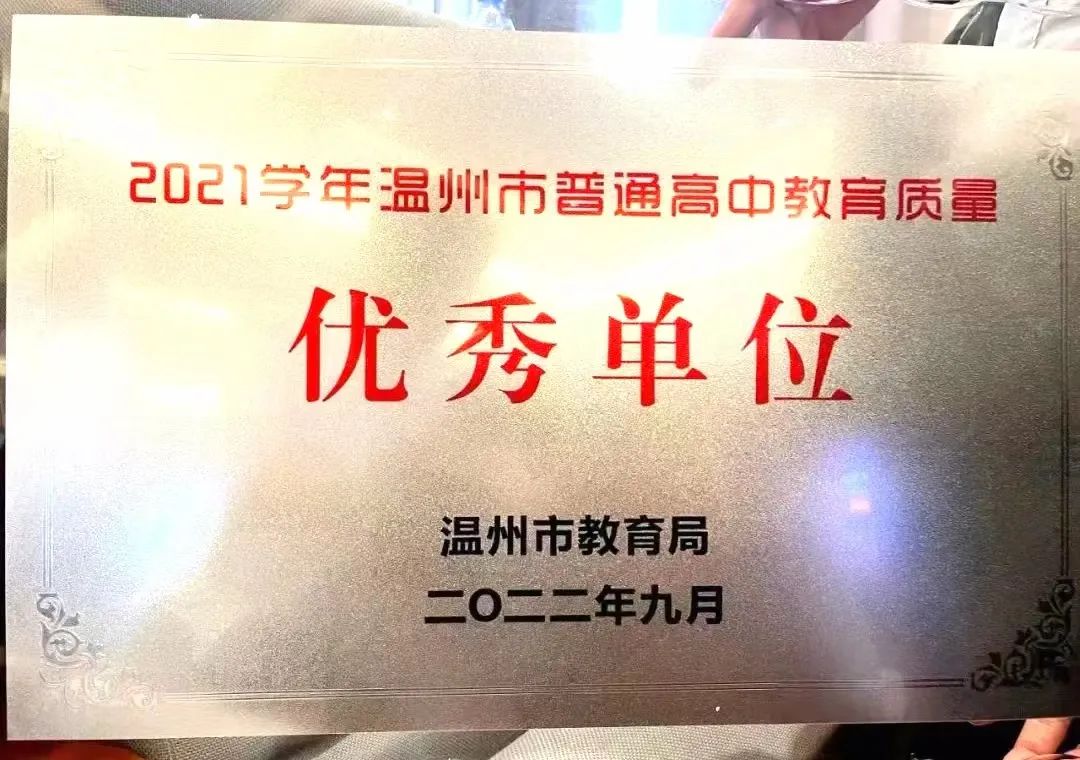 2021学年温州市普通高中教育质量
优秀单位
温州市教育局
二〇二二年九月